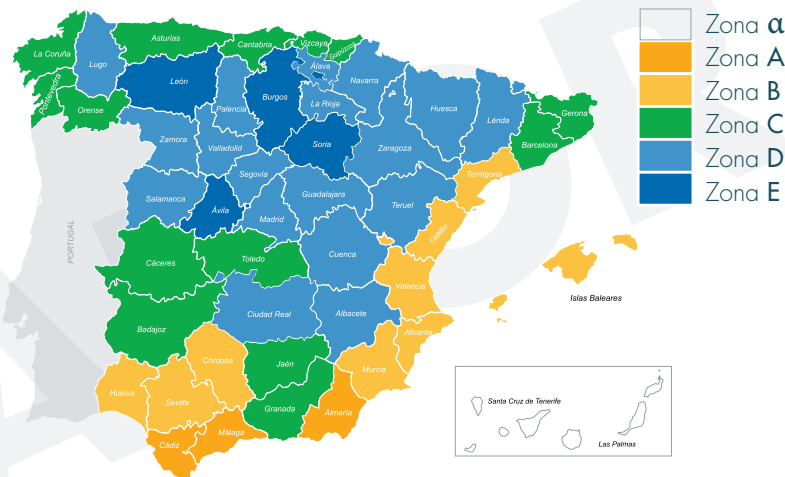 Zona α
Zona A
Zona B
Zona C
Zona D
Zona E
La Coruña
Lugo
Asturias
Cantabria
Vizcaya
Guipúzcoa
Pontevedra
Orense
León
Palencia
Burgos
Álava
Navarra
La Rioja
Huesca
Lérida
Gerona
Barcelona
Zamora
Valladolid
Soria
Zaragoza
Tarragona
Salamanca
Ávila
Segovia
Guadalajara
Madrid
Teruel
Castellón
PORTUGAL
Cáceres
Toledo
Cuenca
Valencia
Islas Baleares
Badajoz
Ciudad Real
Albacete
Alicante
Huelva
Sevilla
Córdoba
Jaén
Murcia
Granada
Almería
Cádiz
Málaga
Santa Cruz de Tenerife
Las Palmas